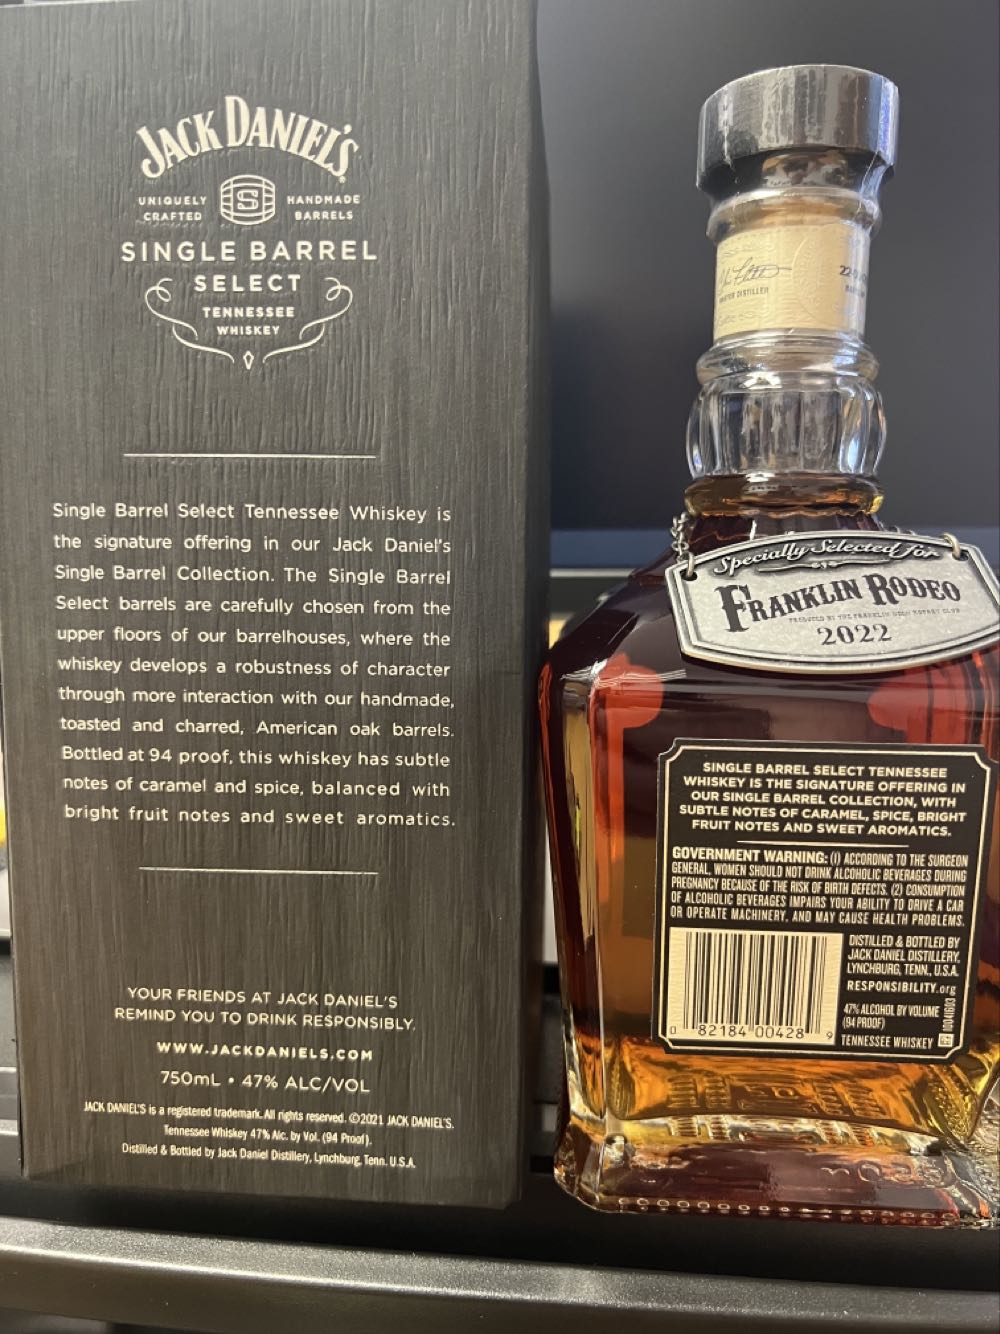 JACK DANIEL'S
UNIQUELY CRAFTED
S
HANDMADE BARRELS
SINGLE BARREL
SELECT
TENNESSEE
WHISKEY
Single Barrel Select Tennessee Whiskey is
the signature offering in our Jack Daniel's
Single Barrel Collection. The Single Barrel
Select barrels are carefully chosen from the
upper floors of our barrelhouses, where the
whiskey develops a robustness of character
through more interaction with our handmade,
toasted and charred, American oak barrels.
Bottled at 94 proof, this whiskey has subtle
notes of caramel and spice, balanced with
bright fruit notes and sweet aromatics.
YOUR FRIENDS AT JACK DANIEL'S
REMIND YOU TO DRINK RESPONSIBLY.
WWW.JACKDANIELS.COM
750mL • 47% ALC/VOL
JACK DANIEL'S is a registered trademark. All rights reserved. ©2021 JACK DANIEL'S.
Tennessee Whiskey 47% Alc. by Vol. (94 Proof).
Distilled & Bottled by Jack Daniel Distillery, Lynchburg, Tenn. U.S.A.
MASTER DISTILLER
Specially Selected for
FRANKLIN RODEO
PRODUCED BY THE FRANKLIN NOON ROTARY CLUB
2022
SINGLE BARREL SELECT TENNESSEE
WHISKEY IS THE SIGNATURE OFFERING IN
OUR SINGLE BARREL COLLECTION, WITH
SUBTLE NOTES OF CARAMEL, SPICE, BRIGHT
FRUIT NOTES AND SWEET AROMATICS.
GOVERNMENT WARNING: (1) ACCORDING TO THE SURGEON
GENERAL, WOMEN SHOULD NOT DRINK ALCOHOLIC BEVERAGES DURING
PREGNANCY BECAUSE OF THE RISK OF BIRTH DEFECTS. (2) CONSUMPTION
OF ALCOHOLIC BEVERAGES IMPAIRS YOUR ABILITY TO DRIVE A CAR
OR OPERATE MACHINERY, AND MAY CAUSE HEALTH PROBLEMS.
DISTILLED & BOTTLED BY
JACK DANIEL DISTILLERY,
LYNCHBURG, TENN., U.S.A.
RESPONSIBILITY.org
47% ALCOHOL BY VOLUME
(94 PROOF)
TENNESSEE WHISKEY
10041603
0 82184 00428 9